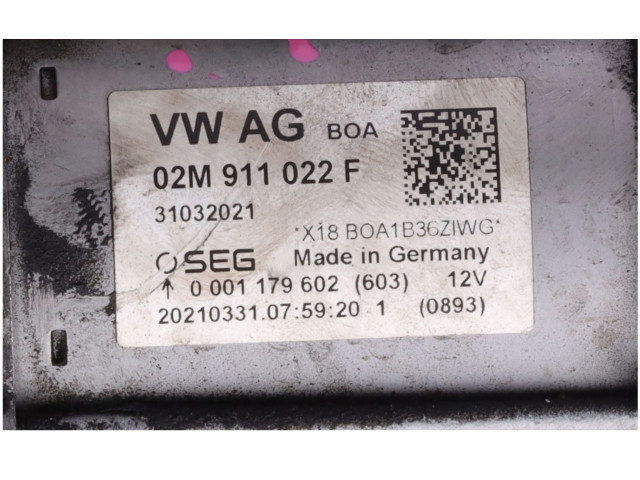 VW AG BOA
02M 911 022 F
31032021
*X18 BOA1B36ZIWG*
SEG Made in Germany
↑ 0 001 179 602 (603) 12V
20210331.07:59:20 1 (0893)